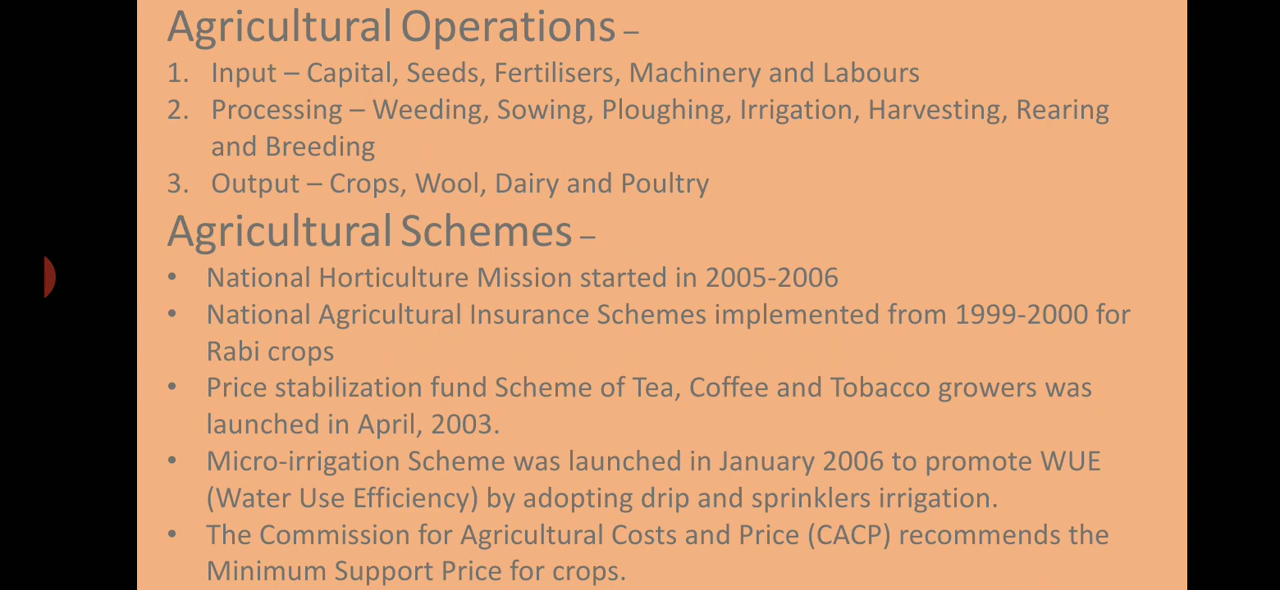 Agricultural Operations –
1. Input – Capital, Seeds, Fertilisers, Machinery and Labours
2. Processing – Weeding, Sowing, Ploughing, Irrigation, Harvesting, Rearing
and Breeding
3. Output – Crops, Wool, Dairy and Poultry
Agricultural Schemes –
• National Horticulture Mission started in 2005-2006
• National Agricultural Insurance Schemes implemented from 1999-2000 for
Rabi crops
• Price stabilization fund Scheme of Tea, Coffee and Tobacco growers was
launched in April, 2003.
• Micro-irrigation Scheme was launched in January 2006 to promote WUE
(Water Use Efficiency) by adopting drip and sprinklers irrigation.
• The Commission for Agricultural Costs and Price (CACP) recommends the
Minimum Support Price for crops.